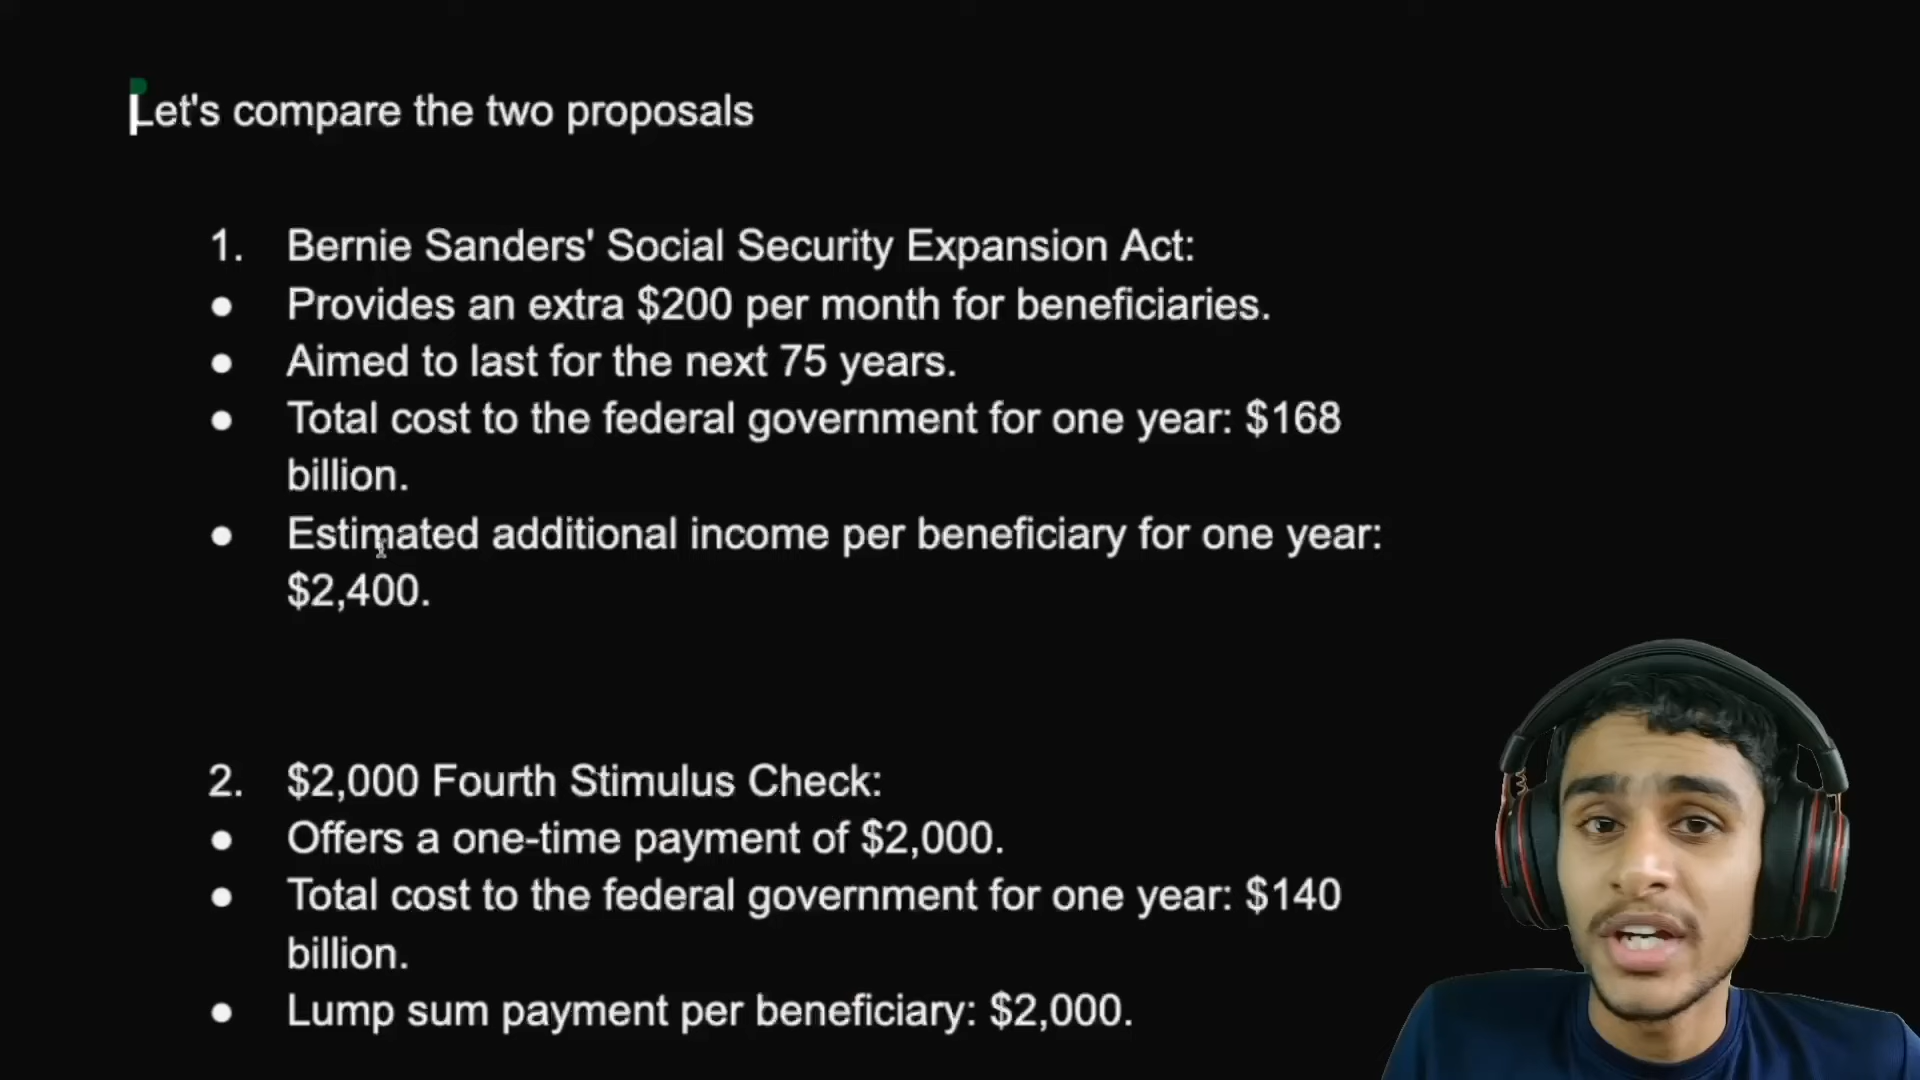 Let's compare the two proposals
1. Bernie Sanders' Social Security Expansion Act:
● Provides an extra $200 per month for beneficiaries.
● Aimed to last for the next 75 years.
● Total cost to the federal government for one year: $168
billion.
● Estimated additional income per beneficiary for one year:
$2,400.
2. $2,000 Fourth Stimulus Check:
● Offers a one-time payment of $2,000.
● Total cost to the federal government for one year: $140
billion.
● Lump sum payment per beneficiary: $2,000.